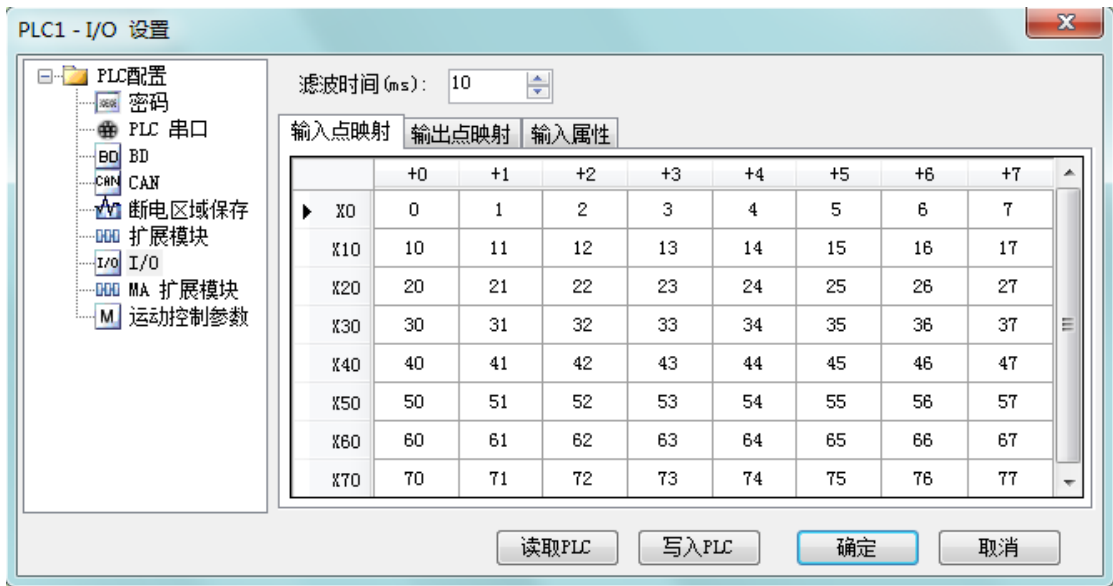 PLC1 - I/O 设置
PLC配置
密码
PLC 串口
BD BD
CAN CAN
断电区域保存
扩展模块
I/O I/O
MA 扩展模块
M 运动控制参数
滤波时间(ms): 10
输入点映射 输出点映射 输入属性
+0 +1 +2 +3 +4 +5 +6 +7
X0 0 1 2 3 4 5 6 7
X10 10 11 12 13 14 15 16 17
X20 20 21 22 23 24 25 26 27
X30 30 31 32 33 34 35 36 37
X40 40 41 42 43 44 45 46 47
X50 50 51 52 53 54 55 56 57
X60 60 61 62 63 64 65 66 67
X70 70 71 72 73 74 75 76 77
读取PLC 写入PLC 确定 取消